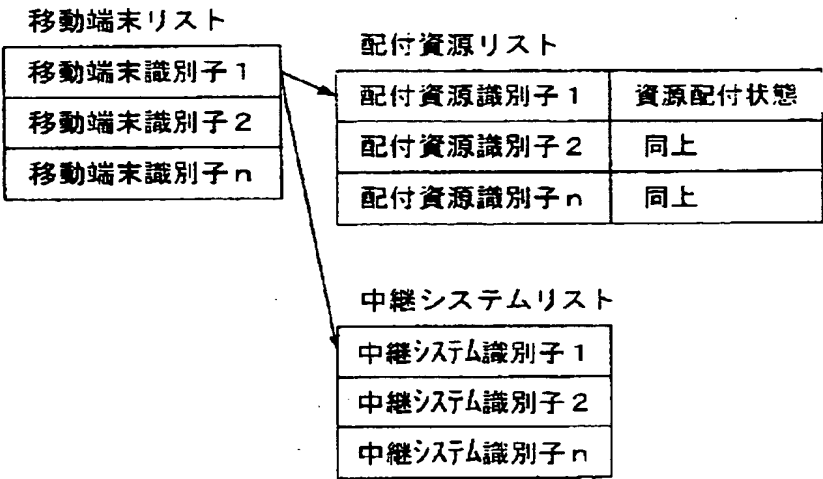 移動端末リスト
移動端末識別子1
移動端末識別子2
移動端末識別子n
配付資源リスト
配付資源識別子1 資源配付状態
配付資源識別子2 同上
配付資源識別子n 同上
中継システムリスト
中継システム識別子1
中継システム識別子2
中継システム識別子n